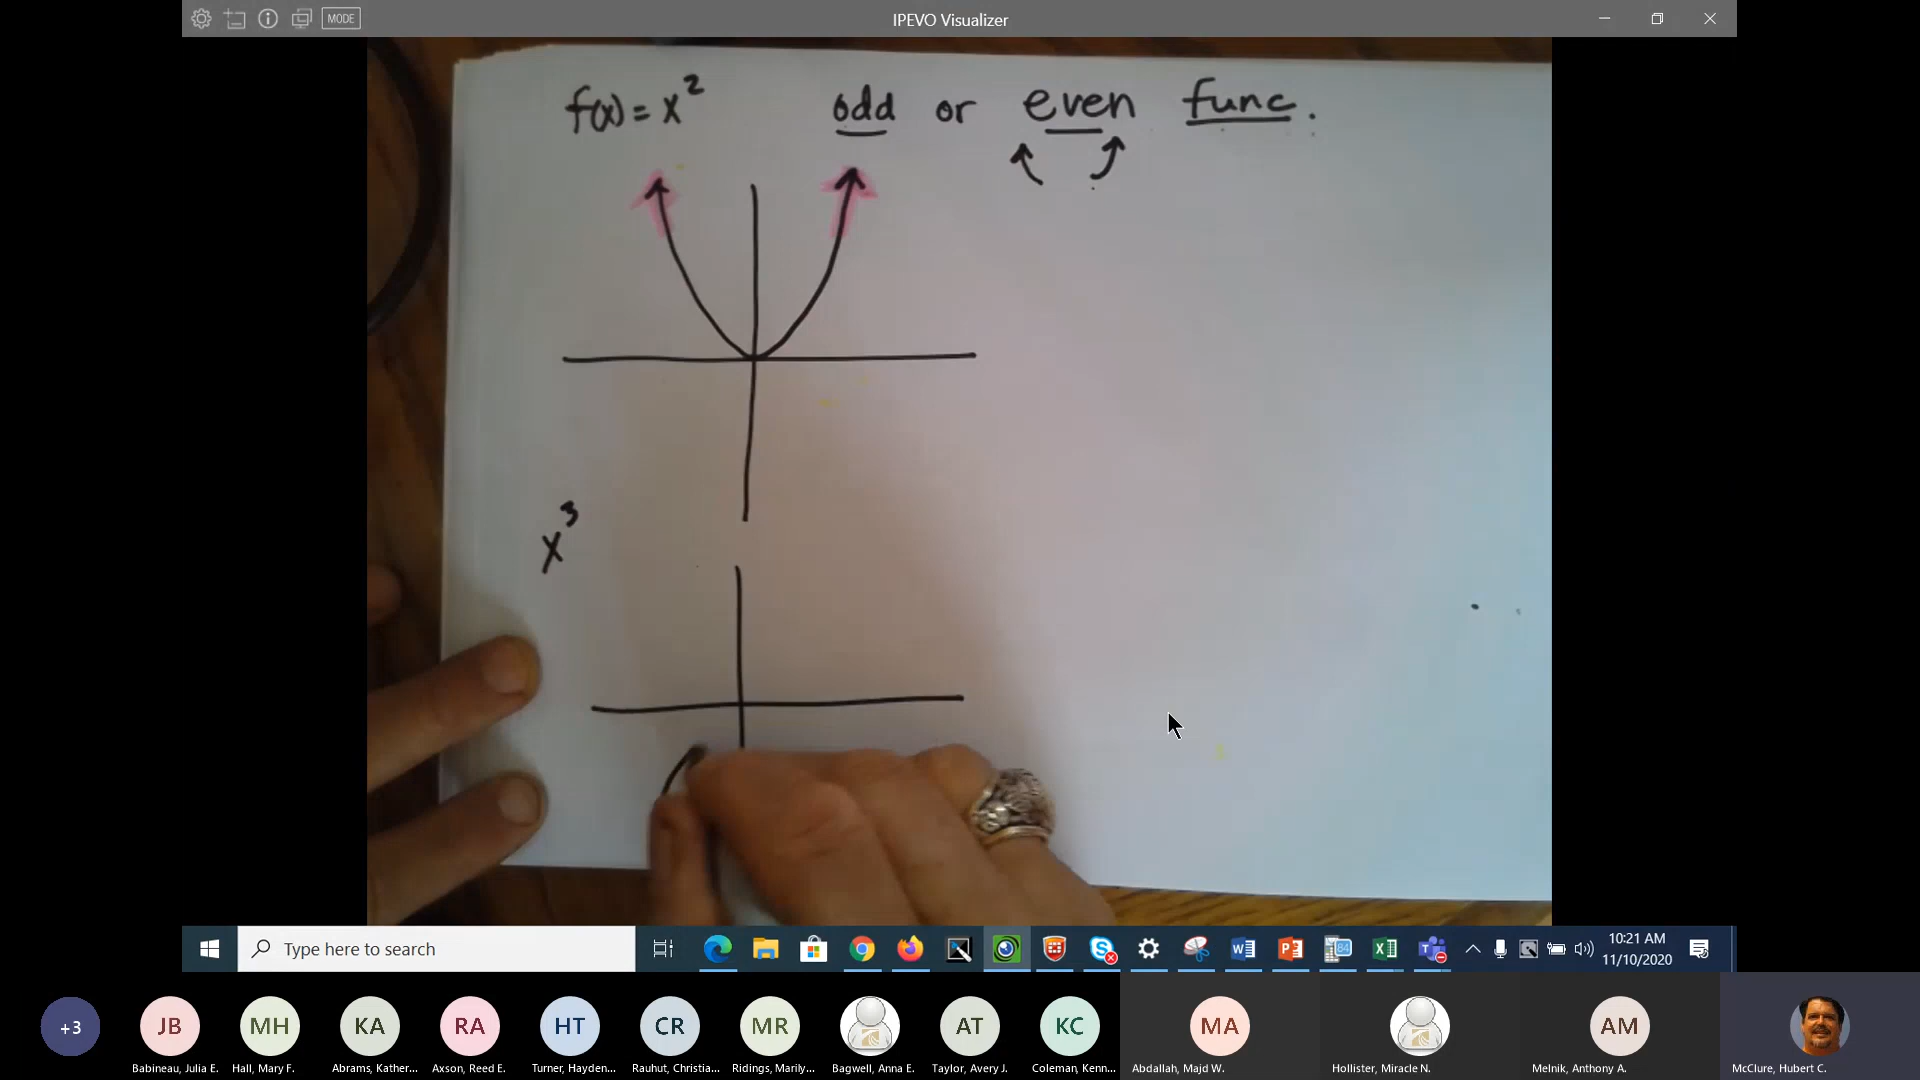 MODE
IPEVO Visualizer
f(x) = x² odd or even func.
x³
Type here to search
84
10:21 AM
11/10/2020
+3 JB MH KA RA HT CR MR AT KC MA AM
Babineau, Julia E. Hall, Mary F. Abrams, Kather... Axson, Reed E. Turner, Hayden... Rauhut, Christia... Ridings, Marily... Bagwell, Anna E. Taylor, Avery J. Coleman, Kenn... Abdallah, Majd W. Hollister, Miracle N. Melnik, Anthony A. McClure, Hubert C.